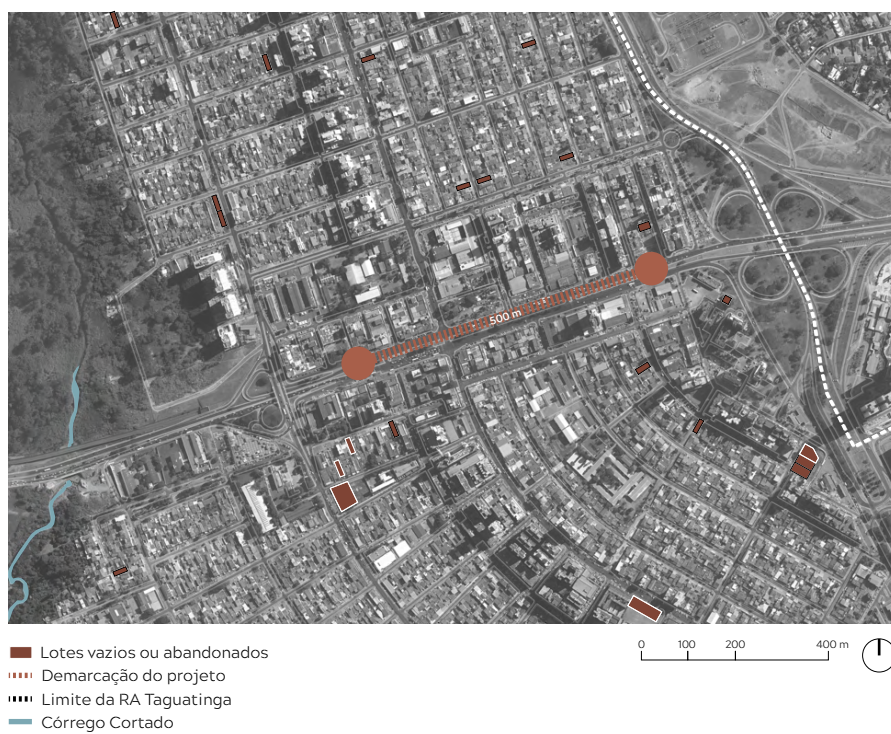 500 m
Lotes vazios ou abandonados
Demarcação do projeto
Limite da RA Taguatinga
Córrego Cortado
0 100 200 400 m